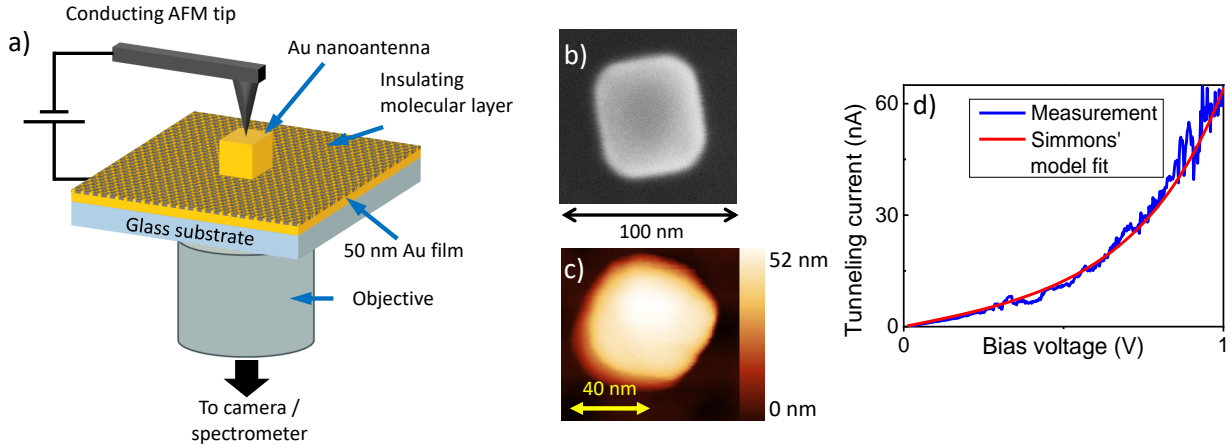 a)
Conducting AFM tip
Au nanoantenna
Insulating
molecular layer
Glass substrate
50 nm Au film
Objective
To camera /
spectrometer
b)
100 nm
c)
52 nm
40 nm
0 nm
d)
Measurement
Simmons'
model fit
Tunneling current (nA)
60
30
0
0
1
Bias voltage (V)